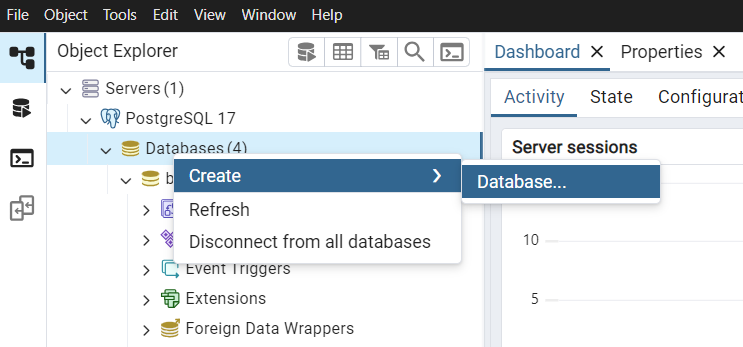 File Object Tools Edit View Window Help
Object Explorer
Dashboard Properties
Servers (1)
Activity State Configurat
PostgreSQL 17
Databases (4)
Server sessions
b
Create
Database...
Refresh
Disconnect from all databases
10
Event Triggers
Extensions
5
Foreign Data Wrappers